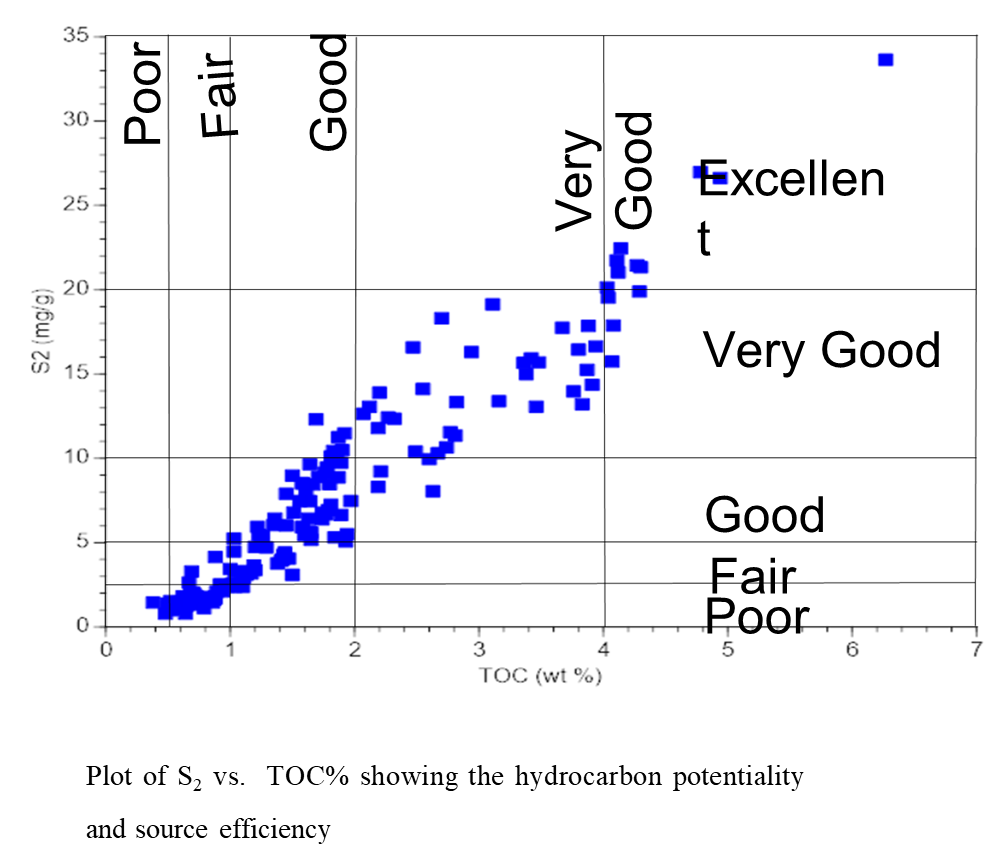 35
30
25
20
15
10
5
0
S2 (mg/g)
Poor
Fair
Good
Very
Good
Excellen
t
Very Good
Good
Fair
Poor
0 1 2 3 4 5 6 7
TOC (wt %)
Plot of S₂ vs. TOC% showing the hydrocarbon potentiality
and source efficiency